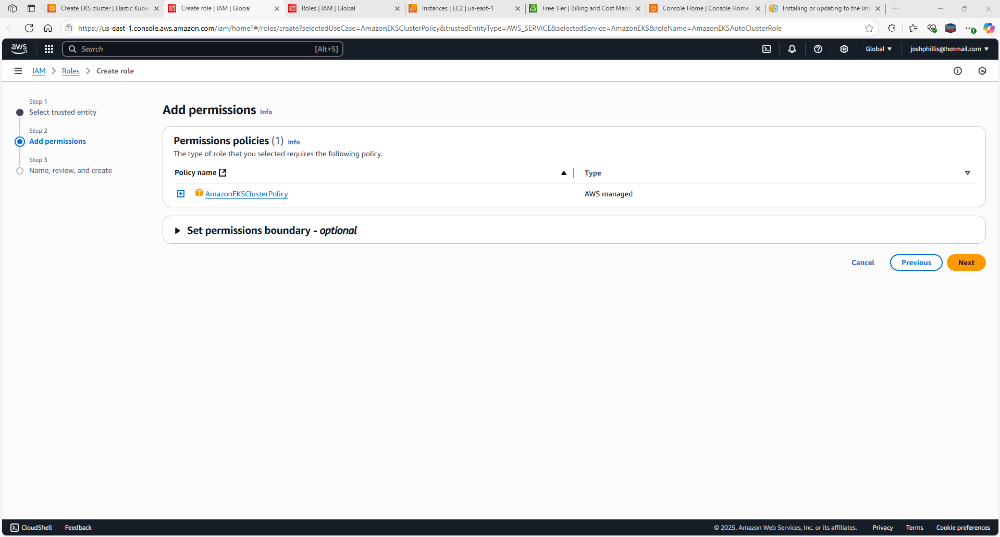 Create EKS cluster | Elastic Kube
Create role | IAM | Global
Roles | IAM | Global
Instances | EC2 | us-east-1
Free Tier | Billing and Cost Mana
Console Home | Console Home
Installing or updating to the late
https://us-east-1.console.aws.amazon.com/iam/home?#/roles/create?selectedUseCase=AmazonEKSClusterPolicy&trustedEntityType=AWS_SERVICE&selectedService=AmazonEKS&roleName=AmazonEKSAutoClusterRole
aws
Search
[Alt+S]
Global
joshphillis@hotmail.com
IAM > Roles > Create role
Step 1
Select trusted entity
Step 2
Add permissions
Step 3
Name, review, and create
Add permissions Info
Permissions policies (1) Info
The type of role that you selected requires the following policy.
Policy name
Type
AmazonEKSClusterPolicy
AWS managed
Set permissions boundary - optional
Cancel
Previous
Next
CloudShell
Feedback
© 2025, Amazon Web Services, Inc. or its affiliates.
Privacy
Terms
Cookie preferences